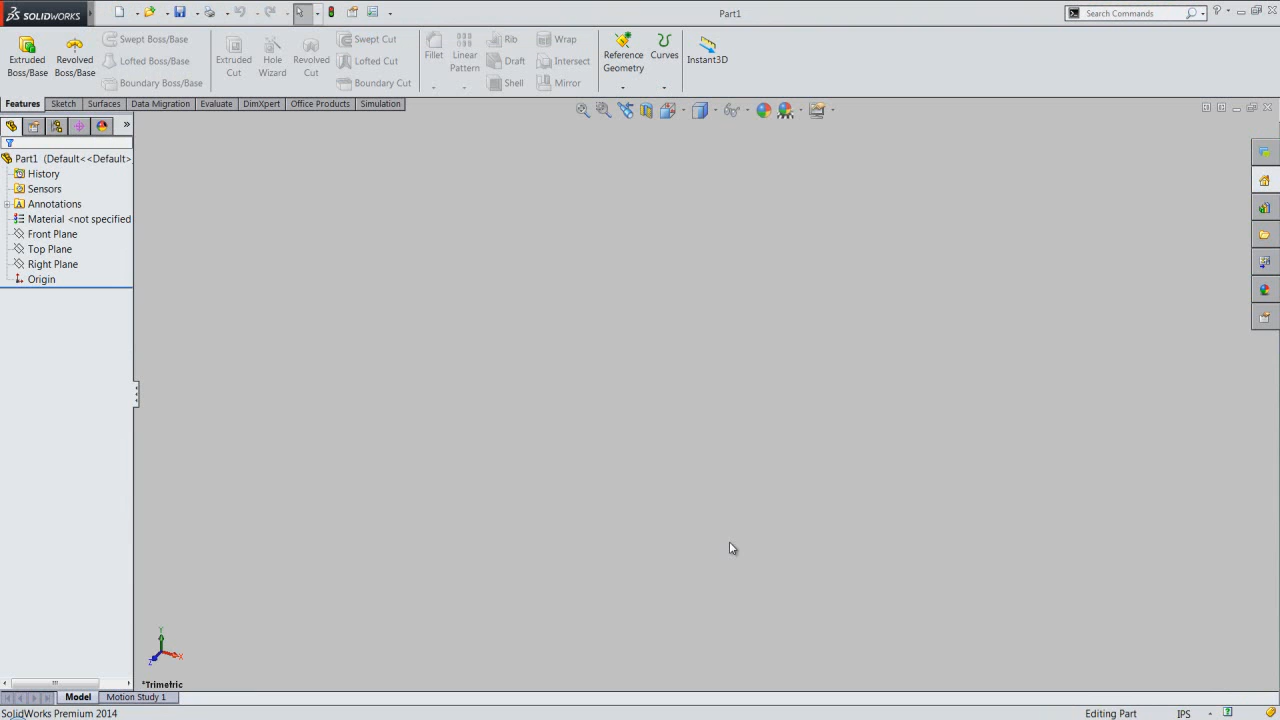 SOLIDWORKS
Part1
Search Commands
Extruded Boss/Base
Revolved Boss/Base
Swept Boss/Base
Lofted Boss/Base
Boundary Boss/Base
Extruded Cut
Hole Wizard
Revolved Cut
Swept Cut
Lofted Cut
Boundary Cut
Fillet
Linear Pattern
Rib
Draft
Shell
Wrap
Intersect
Mirror
Reference Geometry
Curves
Instant3D
Features
Sketch
Surfaces
Data Migration
Evaluate
DimXpert
Office Products
Simulation
Part1 (Default<<Default>
History
Sensors
Annotations
Material <not specified
Front Plane
Top Plane
Right Plane
Origin
Y
X
Z
*Trimetric
Model
Motion Study 1
SolidWorks Premium 2014
Editing Part
IPS